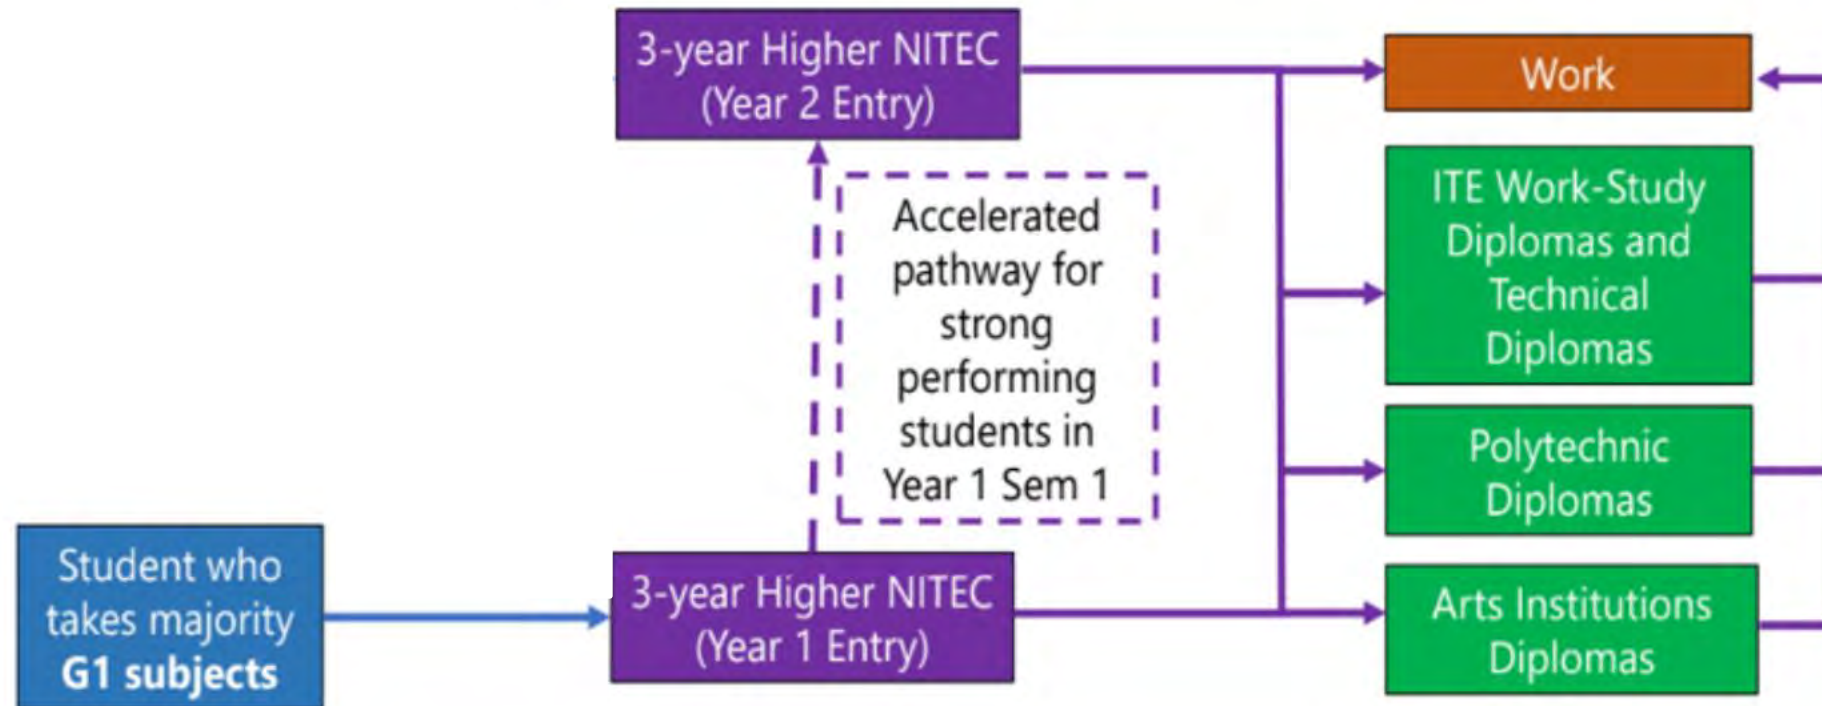 3-year Higher NITEC
(Year 2 Entry)
Work
Accelerated
pathway for
strong
performing
students in
Year 1 Sem 1
ITE Work-Study
Diplomas and
Technical
Diplomas
Polytechnic
Diplomas
Student who
takes majority
G1 subjects
3-year Higher NITEC
(Year 1 Entry)
Arts Institutions
Diplomas